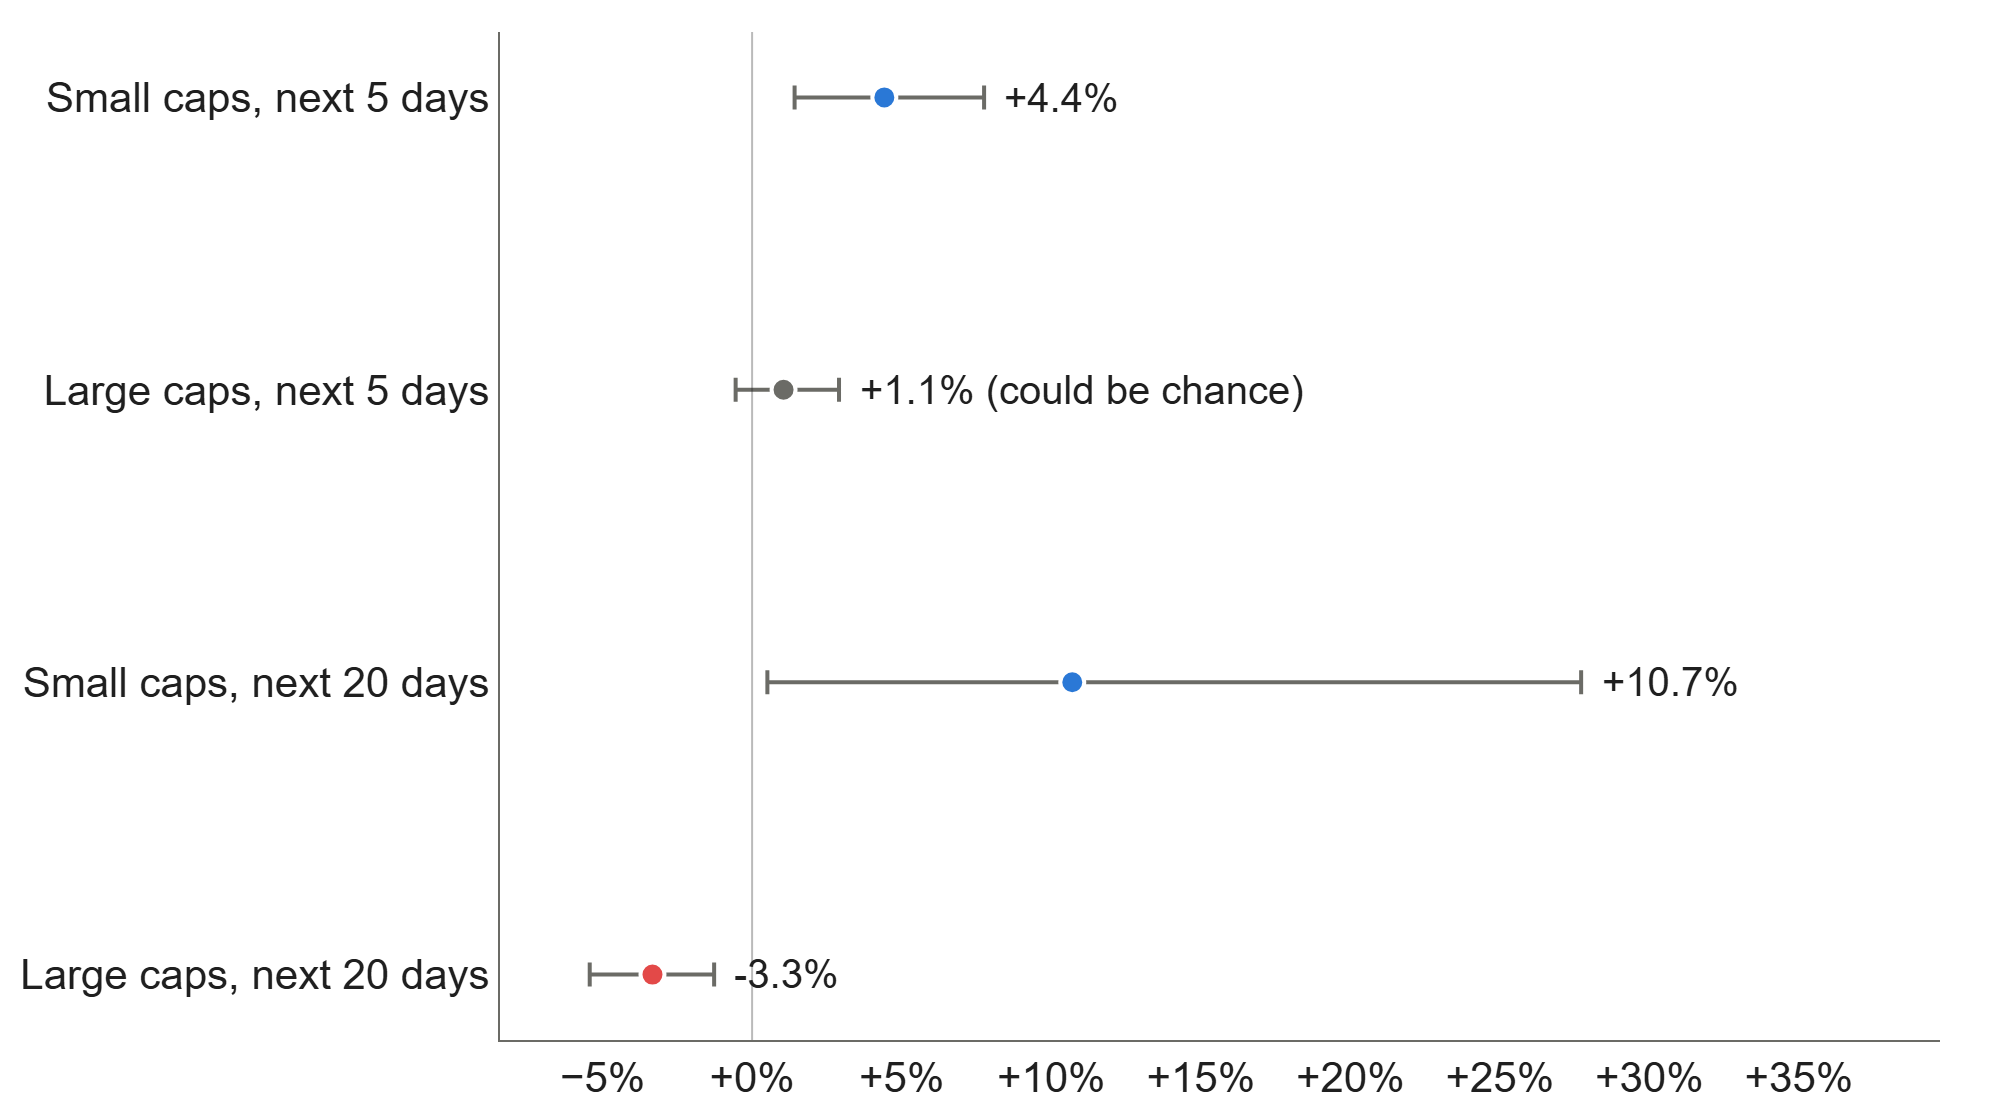 Small caps, next 5 days +4.4%
Large caps, next 5 days +1.1% (could be chance)
Small caps, next 20 days +10.7%
Large caps, next 20 days -3.3%
−5% +0% +5% +10% +15% +20% +25% +30% +35%